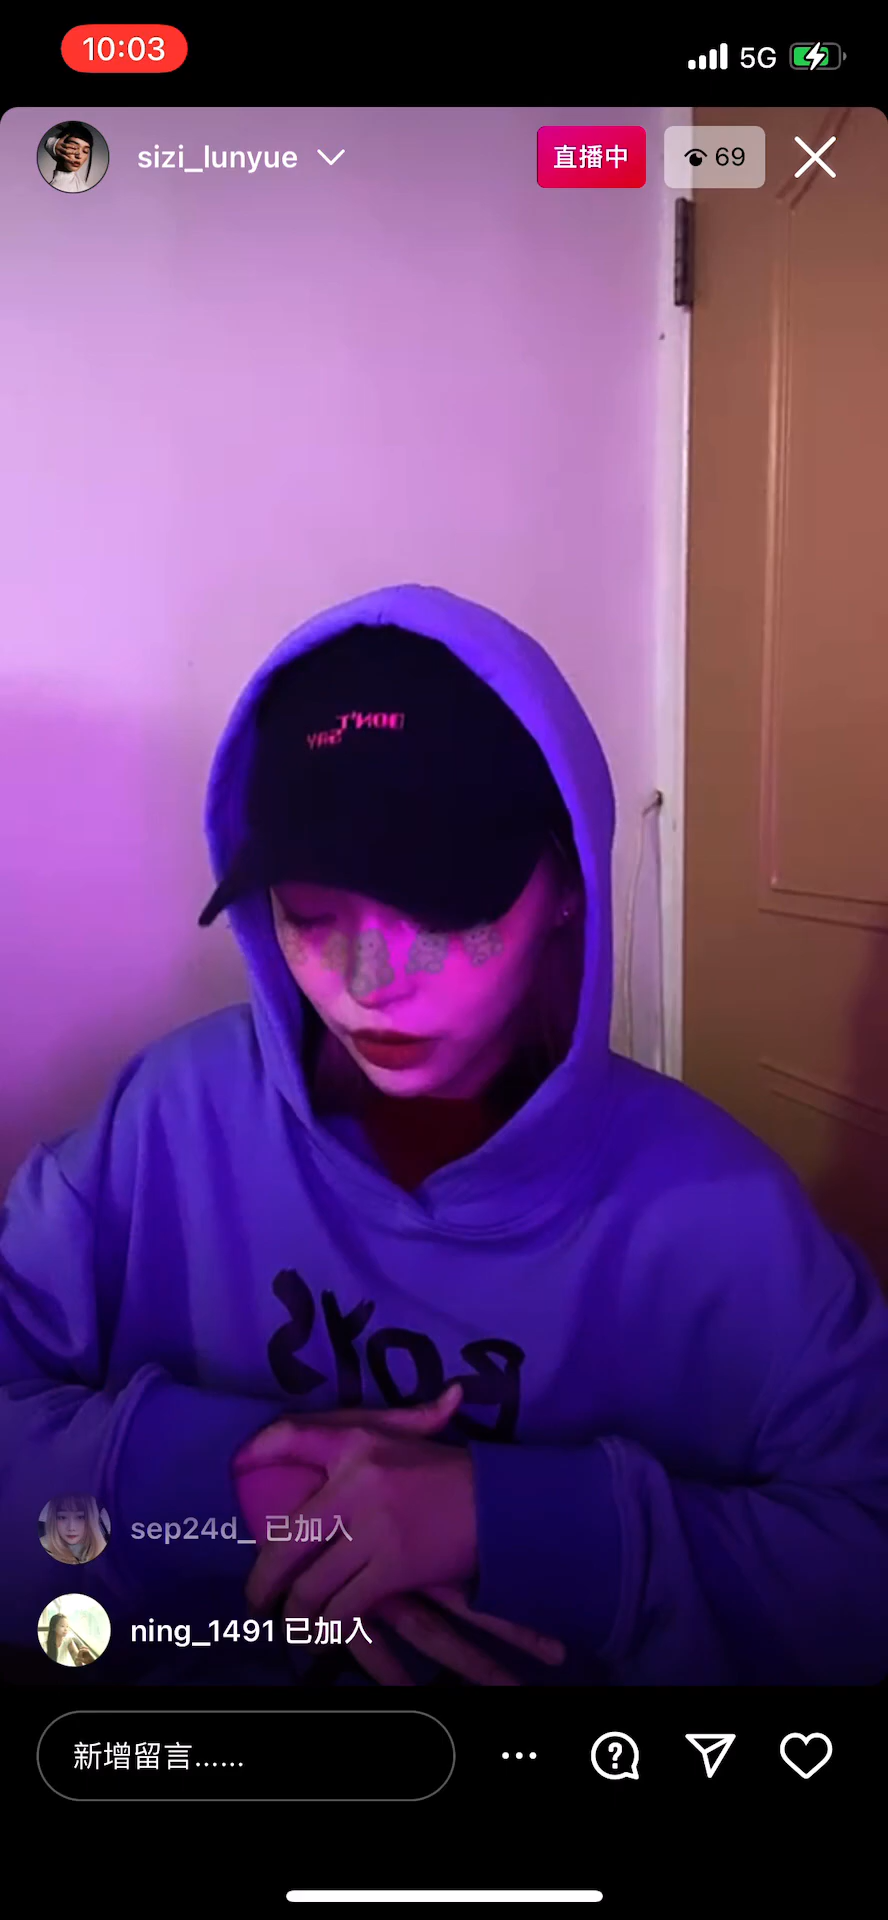 10:03
5G
sizi_lunyue
直播中
69
DON'T
SAY
BOYS
sep24d_ 已加入
ning_1491 已加入
新增留言......